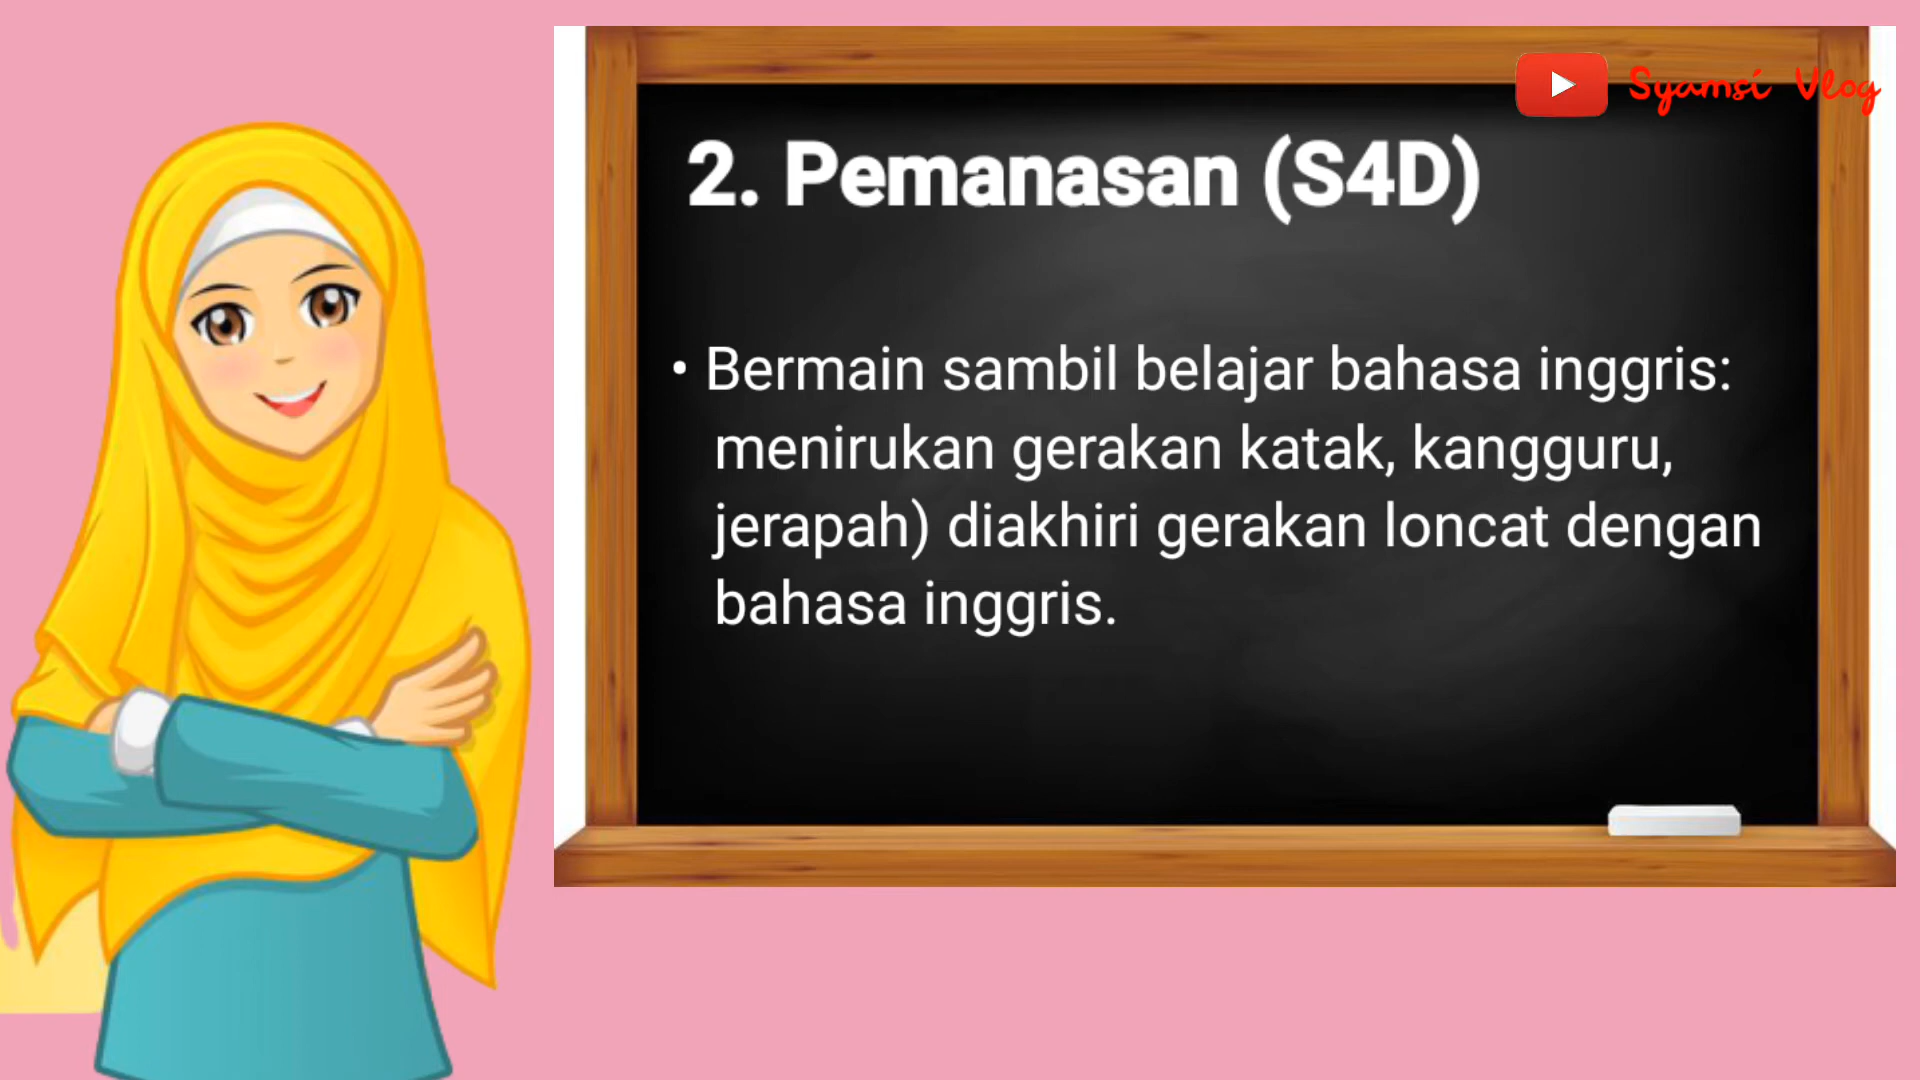 Syamsi Vlog
2. Pemanasan (S4D)
• Bermain sambil belajar bahasa inggris:
menirukan gerakan katak, kangguru,
jerapah) diakhiri gerakan loncat dengan
bahasa inggris.